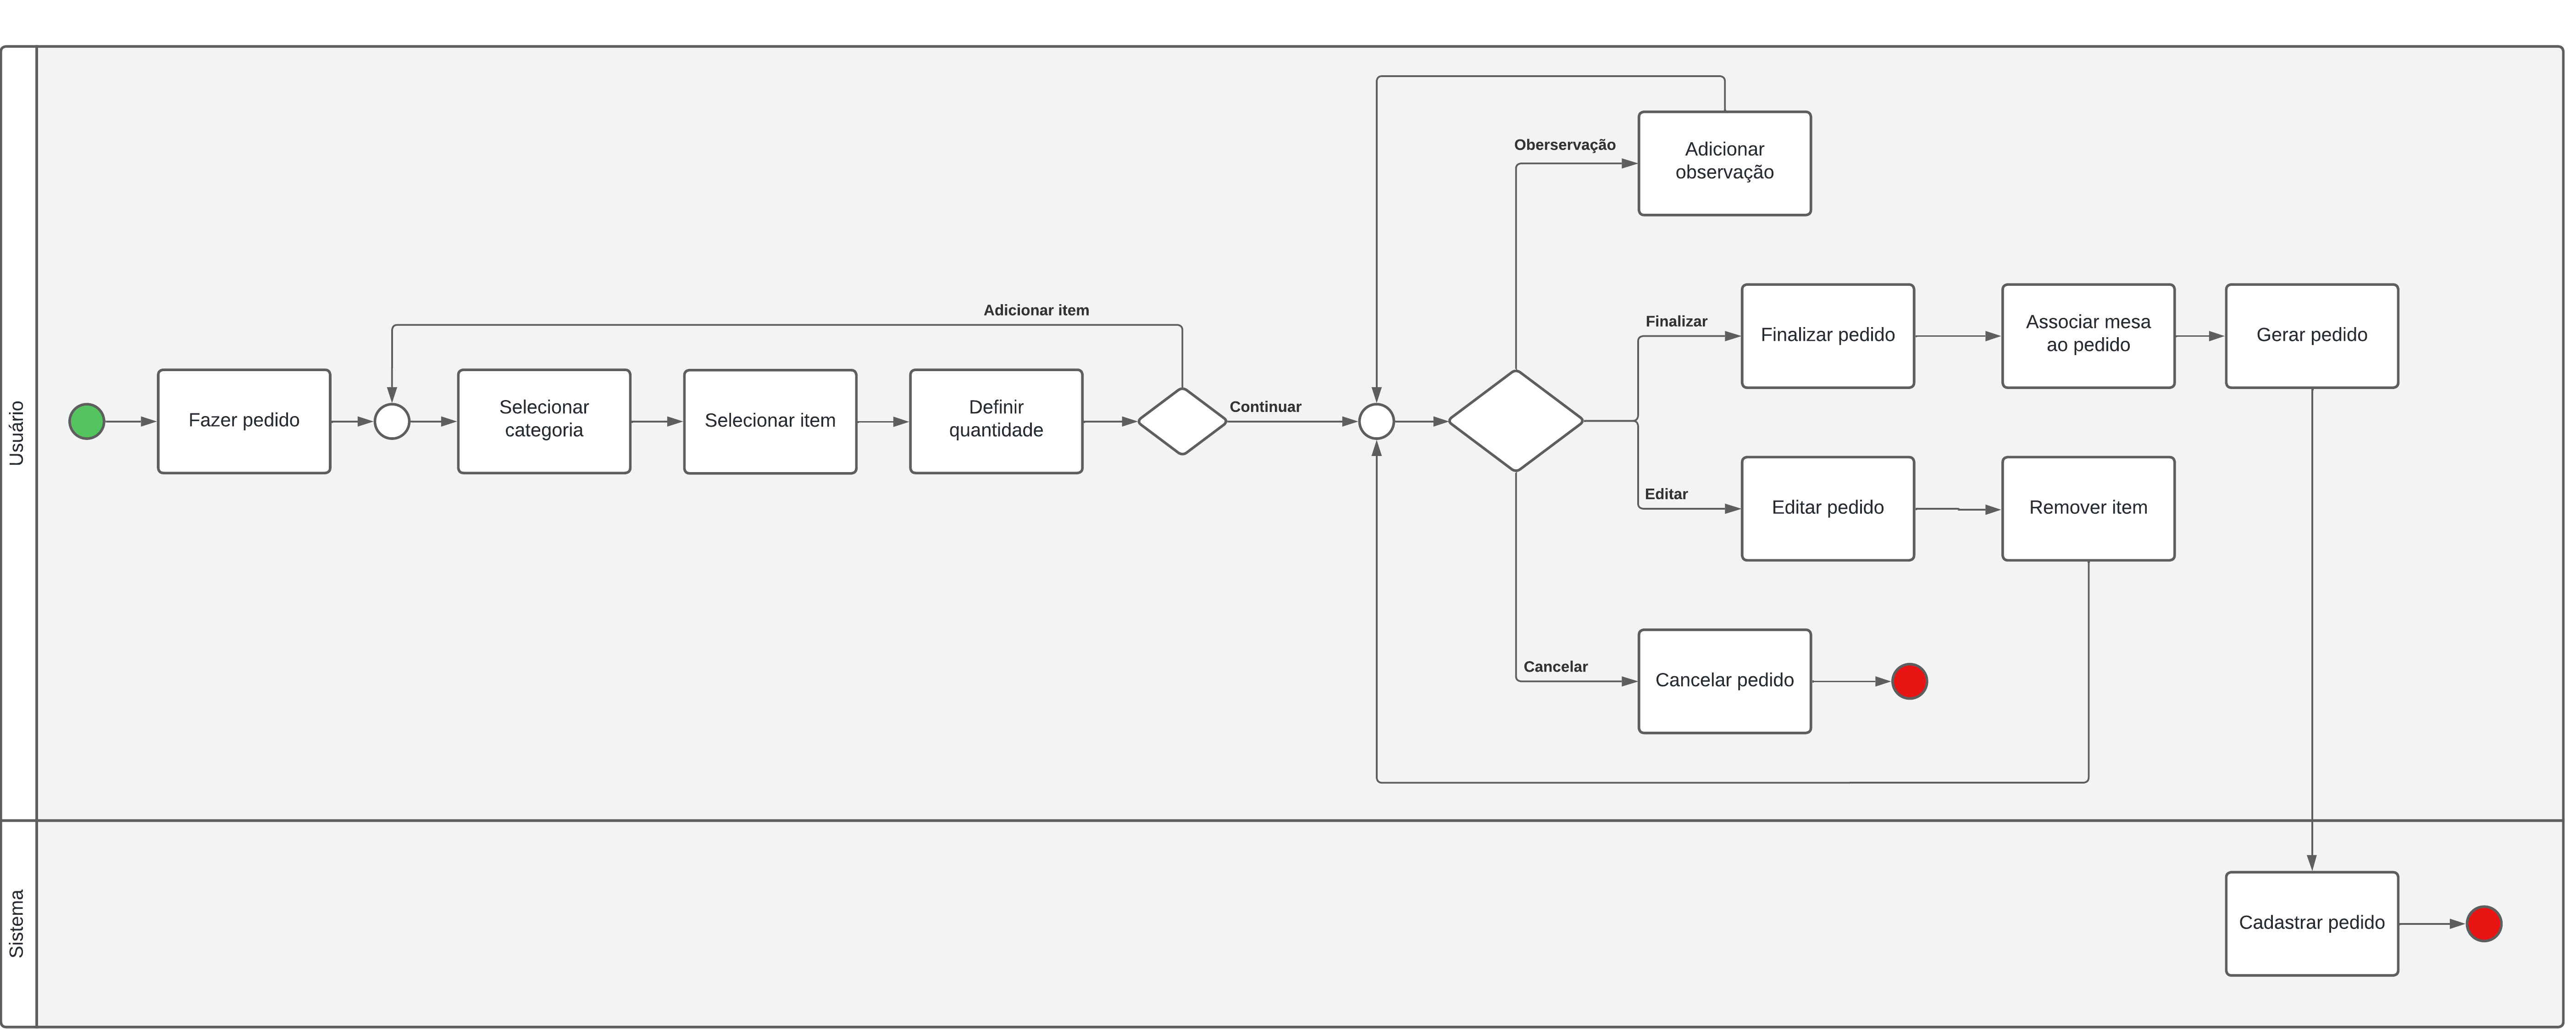 Usuário
Fazer pedido
Adicionar item
Selecionar
categoria
Selecionar item
Definir
quantidade
Continuar
Oberservação
Adicionar
observação
Finalizar
Finalizar pedido
Associar mesa
ao pedido
Gerar pedido
Editar
Editar pedido
Remover item
Cancelar
Cancelar pedido
Sistema
Cadastrar pedido